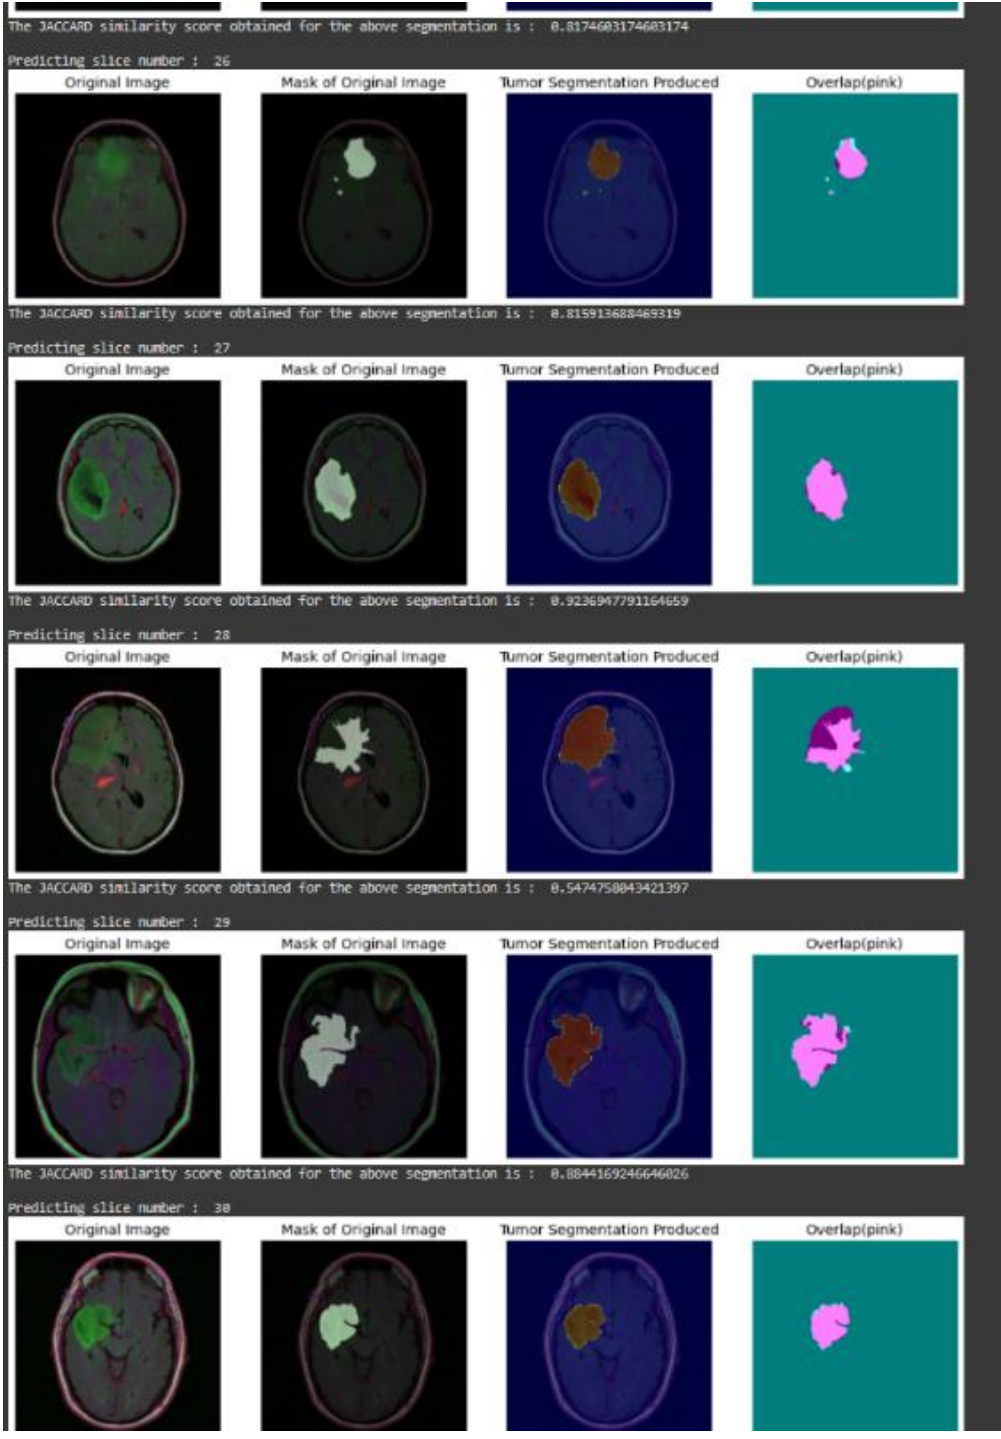 The JACCARD similarity score obtained for the above segmentation is : 0.8174603174603174
Predicting slice number : 26
Original Image Mask of Original Image Tumor Segmentation Produced Overlap(pink)
The JACCARD similarity score obtained for the above segmentation is : 0.815913688469319
Predicting slice number : 27
Original Image Mask of Original Image Tumor Segmentation Produced Overlap(pink)
The JACCARD similarity score obtained for the above segmentation is : 0.9236947791164659
Predicting slice number : 28
Original Image Mask of Original Image Tumor Segmentation Produced Overlap(pink)
The JACCARD similarity score obtained for the above segmentation is : 0.5474758043421397
Predicting slice number : 29
Original Image Mask of Original Image Tumor Segmentation Produced Overlap(pink)
The JACCARD similarity score obtained for the above segmentation is : 0.8844169246646026
Predicting slice number : 30
Original Image Mask of Original Image Tumor Segmentation Produced Overlap(pink)